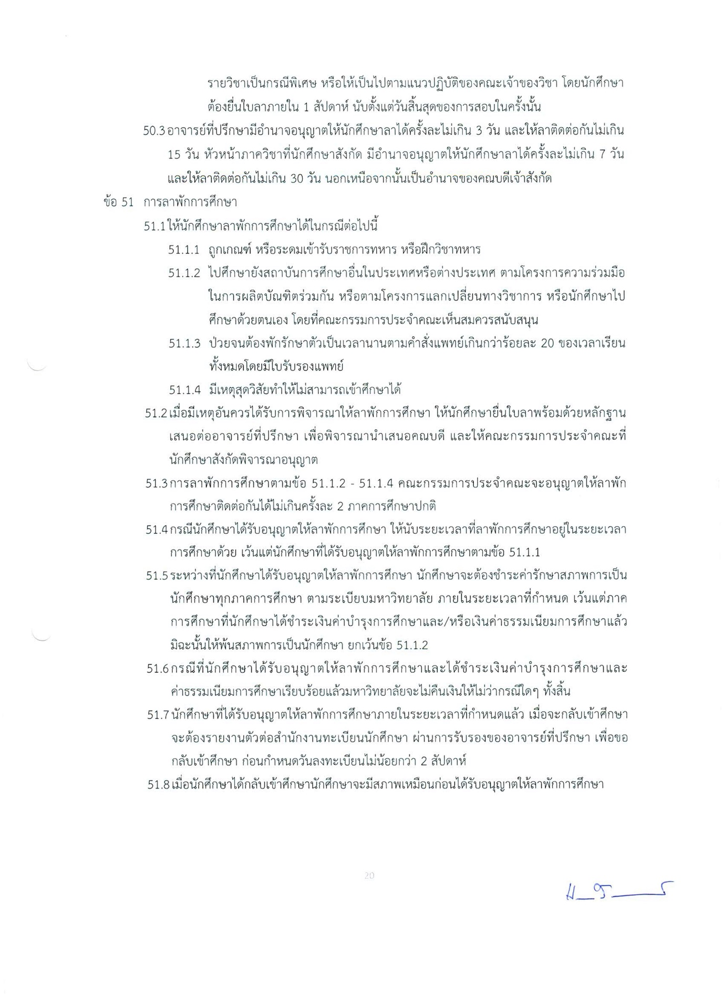 รายวิชาเป็นกรณีพิเศษ หรือให้เป็นไปตามแนวปฏิบัติของคณะเจ้าของวิชา โดยนักศึกษา
ต้องยื่นใบลาภายใน 1 สัปดาห์ นับตั้งแต่วันสิ้นสุดของการสอบในครั้งนั้น
50.3 อาจารย์ที่ปรึกษามีอำนาจอนุญาตให้นักศึกษาลาได้ครั้งละไม่เกิน 3 วัน และให้ลาติดต่อกันไม่เกิน
15 วัน หัวหน้าภาควิชาที่นักศึกษาสังกัด มีอำนาจอนุญาตให้นักศึกษาลาได้ครั้งละไม่เกิน 7 วัน
และให้ลาติดต่อกันไม่เกิน 30 วัน นอกเหนือจากนั้นเป็นอำนาจของคณบดีเจ้าสังกัด
ข้อ 51 การลาพักการศึกษา
51.1 ให้นักศึกษาลาพักการศึกษาได้ในกรณีต่อไปนี้
51.1.1 ถูกเกณฑ์ หรือระดมเข้ารับราชการทหาร หรือฝึกวิชาทหาร
51.1.2 ไปศึกษายังสถาบันการศึกษาอื่นในประเทศหรือต่างประเทศ ตามโครงการความร่วมมือ
ในการผลิตบัณฑิตร่วมกัน หรือตามโครงการแลกเปลี่ยนทางวิชาการ หรือนักศึกษาไป
ศึกษาด้วยตนเอง โดยที่คณะกรรมการประจำคณะเห็นสมควรสนับสนุน
51.1.3 ป่วยจนต้องพักรักษาตัวเป็นเวลานานตามคำสั่งแพทย์เกินกว่าร้อยละ 20 ของเวลาเรียน
ทั้งหมดโดยมีใบรับรองแพทย์
51.1.4 มีเหตุสุดวิสัยทำให้ไม่สามารถเข้าศึกษาได้
51.2 เมื่อมีเหตุอันควรได้รับการพิจารณาให้ลาพักการศึกษา ให้นักศึกษายื่นใบลาพร้อมด้วยหลักฐาน
เสนอต่ออาจารย์ที่ปรึกษา เพื่อพิจารณานำเสนอคณบดี และให้คณะกรรมการประจำคณะที่
นักศึกษาสังกัดพิจารณาอนุญาต
51.3 การลาพักการศึกษาตามข้อ 51.1.2 - 51.1.4 คณะกรรมการประจำคณะจะอนุญาตให้ลาพัก
การศึกษาติดต่อกันได้ไม่เกินครั้งละ 2 ภาคการศึกษาปกติ
51.4 กรณีนักศึกษาได้รับอนุญาตให้ลาพักการศึกษา ให้นับระยะเวลาที่ลาพักการศึกษาอยู่ในระยะเวลา
การศึกษาด้วย เว้นแต่นักศึกษาที่ได้รับอนุญาตให้ลาพักการศึกษาตามข้อ 51.1.1
51.5 ระหว่างที่นักศึกษาได้รับอนุญาตให้ลาพักการศึกษา นักศึกษาจะต้องชำระค่ารักษาสภาพการเป็น
นักศึกษาทุกภาคการศึกษา ตามระเบียบมหาวิทยาลัย ภายในระยะเวลาที่กำหนด เว้นแต่ภาค
การศึกษาที่นักศึกษาได้ชำระเงินค่าบำรุงการศึกษาและ/หรือเงินค่าธรรมเนียมการศึกษาแล้ว
มิฉะนั้นให้พ้นสภาพการเป็นนักศึกษา ยกเว้นข้อ 51.1.2
51.6 กรณีที่นักศึกษาได้รับอนุญาตให้ลาพักการศึกษาและได้ชำระเงินค่าบำรุงการศึกษาและ
ค่าธรรมเนียมการศึกษาเรียบร้อยแล้วมหาวิทยาลัยจะไม่คืนเงินให้ไม่ว่ากรณีใดๆ ทั้งสิ้น
51.7 นักศึกษาที่ได้รับอนุญาตให้ลาพักการศึกษาภายในระยะเวลาที่กำหนดแล้ว เมื่อจะกลับเข้าศึกษา
จะต้องรายงานตัวต่อสำนักงานทะเบียนนักศึกษา ผ่านการรับรองของอาจารย์ที่ปรึกษา เพื่อขอ
กลับเข้าศึกษา ก่อนกำหนดวันลงทะเบียนไม่น้อยกว่า 2 สัปดาห์
51.8 เมื่อนักศึกษาได้กลับเข้าศึกษานักศึกษาจะมีสภาพเหมือนก่อนได้รับอนุญาตให้ลาพักการศึกษา
20